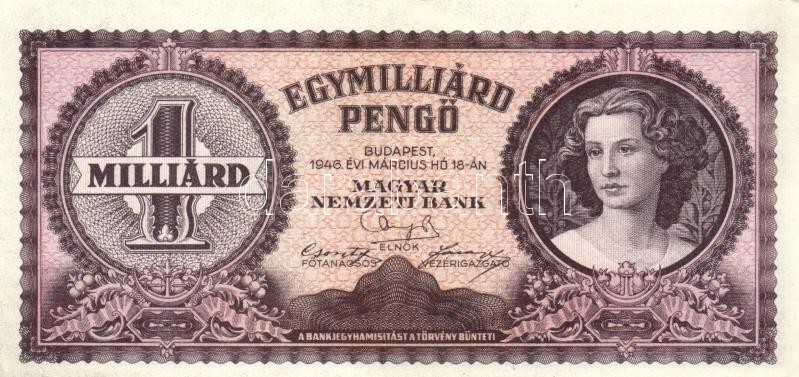 EGYMILLIÁRD
PENGŐ
1
MILLIÁRD
BUDAPEST,
1946. ÉVI MÁRCIUS HÓ 18-ÁN
MAGYAR
NEMZETI BANK
ELNÖK
FŐTANÁCSOS VEZÉRIGAZGATÓ
A BANKJEGYHAMISITÁST A TÖRVÉNY BÜNTETI